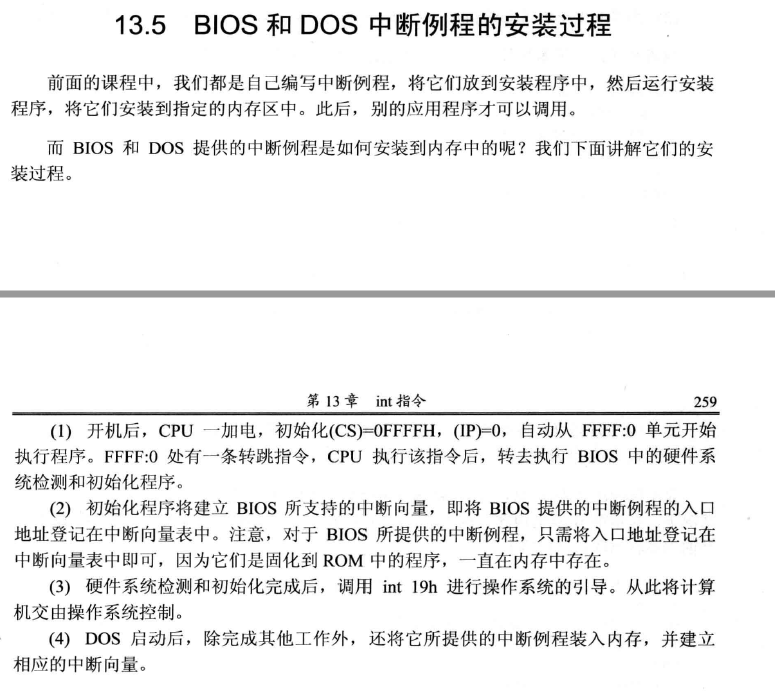 13.5 BIOS 和 DOS 中断例程的安装过程
前面的课程中，我们都是自己编写中断例程，将它们放到安装程序中，然后运行安装
程序，将它们安装到指定的内存区中。此后，别的应用程序才可以调用。
而 BIOS 和 DOS 提供的中断例程是如何安装到内存中的呢？我们下面讲解它们的安
装过程。
第 13 章 int 指令 259
(1) 开机后，CPU 一加电，初始化(CS)=0FFFFH，(IP)=0，自动从 FFFF:0 单元开始
执行程序。FFFF:0 处有一条转跳指令，CPU 执行该指令后，转去执行 BIOS 中的硬件系
统检测和初始化程序。
(2) 初始化程序将建立 BIOS 所支持的中断向量，即将 BIOS 提供的中断例程的入口
地址登记在中断向量表中。注意，对于 BIOS 所提供的中断例程，只需将入口地址登记在
中断向量表中即可，因为它们是固化到 ROM 中的程序，一直在内存中存在。
(3) 硬件系统检测和初始化完成后，调用 int 19h 进行操作系统的引导。从此将计算
机交由操作系统控制。
(4) DOS 启动后，除完成其他工作外，还将它所提供的中断例程装入内存，并建立
相应的中断向量。